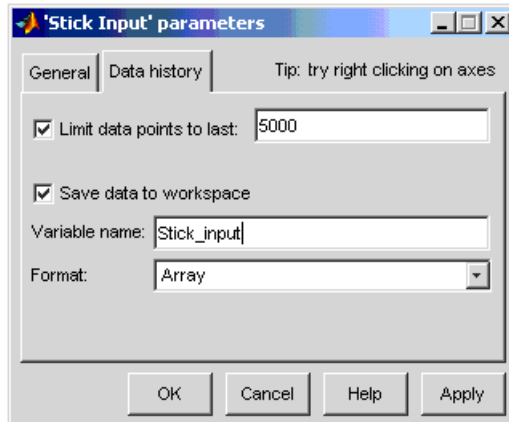 'Stick Input' parameters
General Data history Tip: try right clicking on axes
Limit data points to last: 5000
Save data to workspace
Variable name: Stick_input
Format: Array
OK Cancel Help Apply